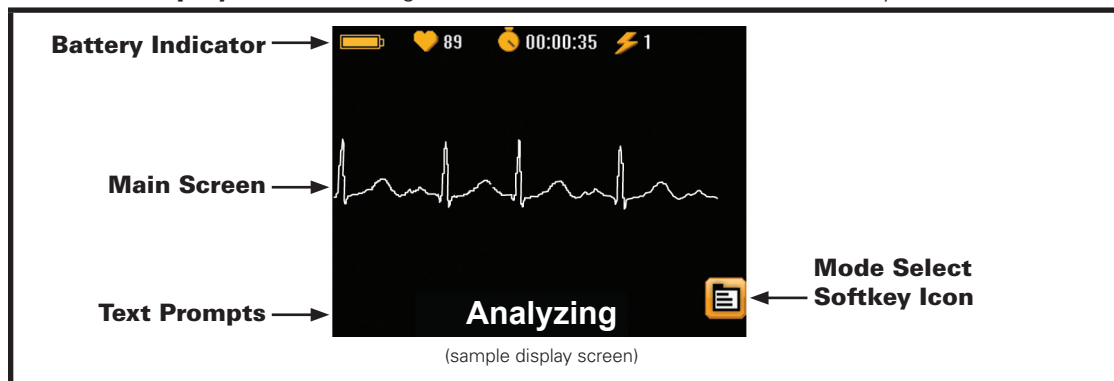 Battery Indicator
89 00:00:35 1
Main Screen
Mode Select
Softkey Icon
Text Prompts
Analyzing
(sample display screen)